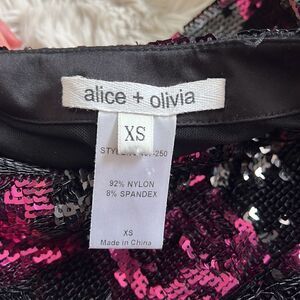 alice + olivia
XS
92% NYLON
8% SPANDEX
XS
Made in China